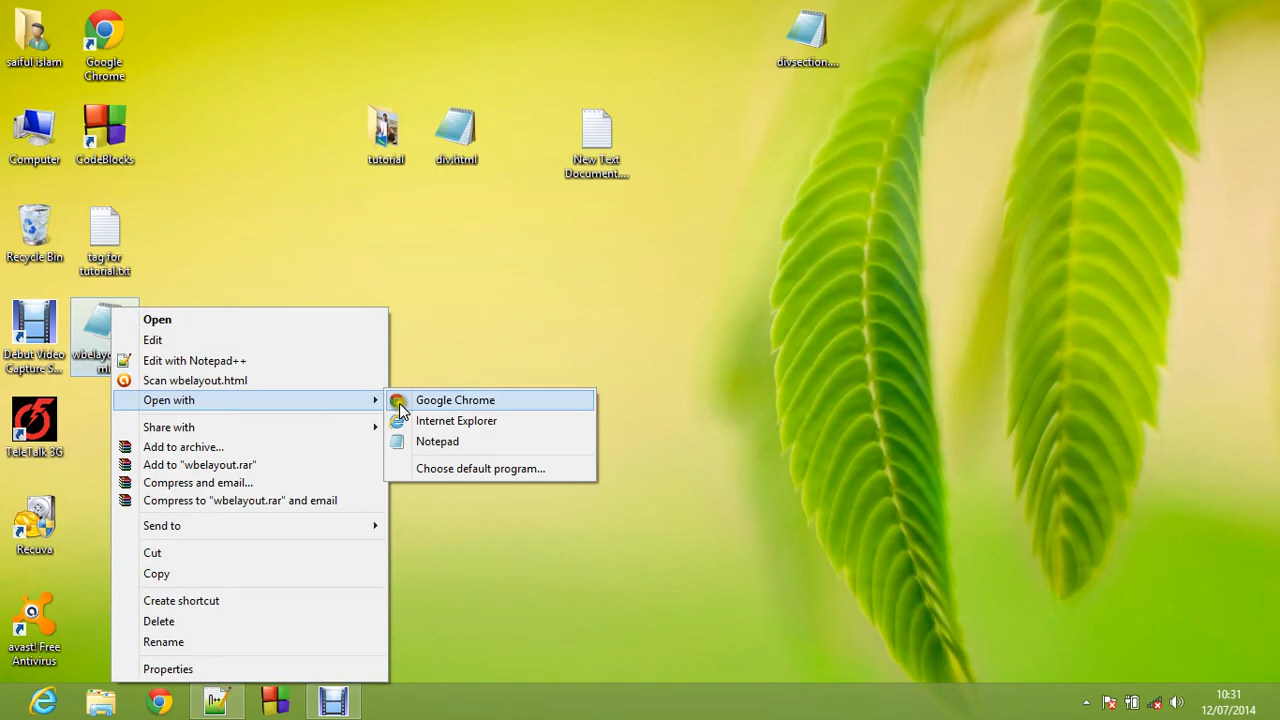 saiful islam
Google
Chrome
divsection....
Computer
CodeBlocks
tutorial
div.html
New Text
Document....
Recycle Bin
tag for
tutorial.txt
Debut Video
Capture S...
TeleTalk 3G
Recuva
avast! Free
Antivirus
Open
Edit
Edit with Notepad++
Scan wbelayout.html
Open with
Share with
Add to archive...
Add to "wbelayout.rar"
Compress and email...
Compress to "wbelayout.rar" and email
Send to
Cut
Copy
Create shortcut
Delete
Rename
Properties
Google Chrome
Internet Explorer
Notepad
Choose default program...
10:31
12/07/2014